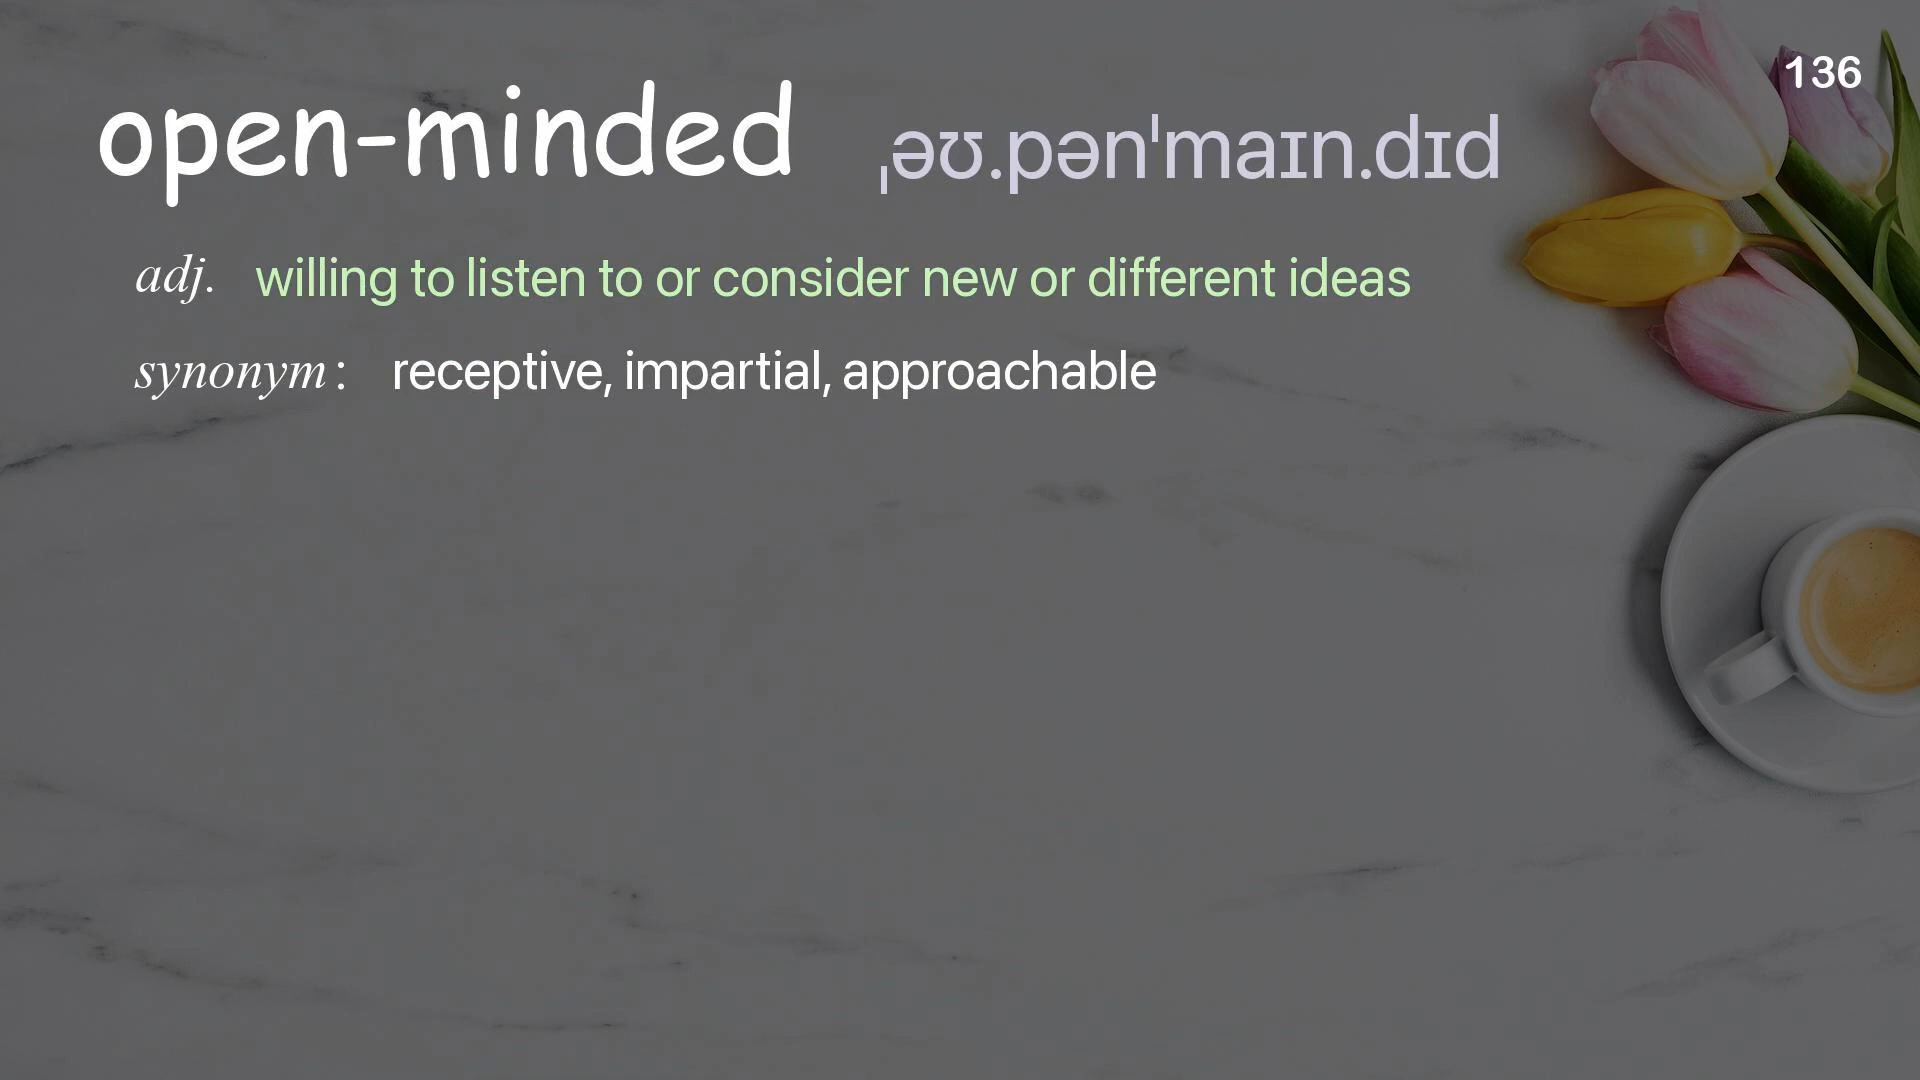 136
open-minded ˌəʊ.pənˈmaɪn.dɪd
adj. willing to listen to or consider new or different ideas
synonym: receptive, impartial, approachable